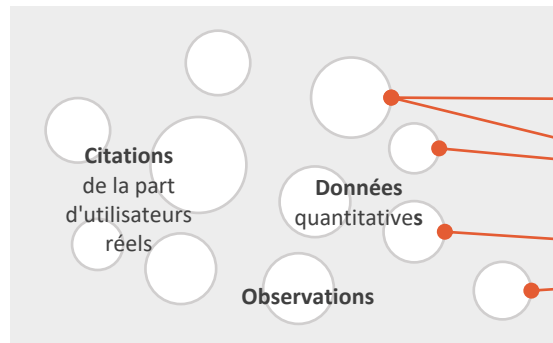 Citations
de la part
d'utilisateurs
réels
Données
quantitatives
Observations